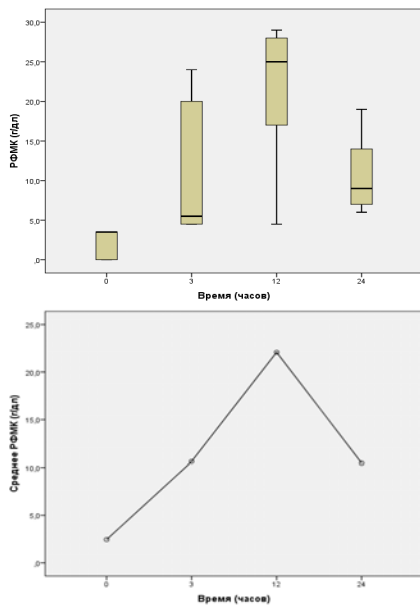 РФМК (г/дл)
30,0
25,0
20,0
15,0
10,0
5,0
,0
0 3 12 24
Время (часов)
Среднее РФМК (г/дл)
25,0
20,0
15,0
10,0
5,0
,0
0 3 12 24
Время (часов)